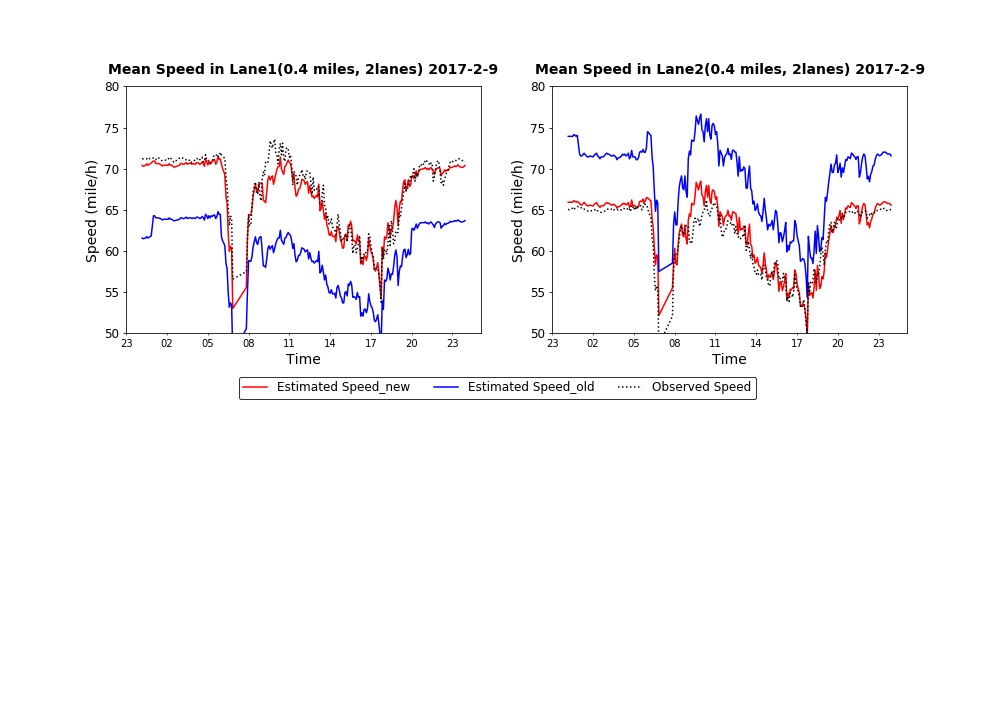 Mean Speed in Lane1(0.4 miles, 2lanes) 2017-2-9
80
75
70
65
60
55
50
Speed (mile/h)
23 02 05 08 11 14 17 20 23
Time
Mean Speed in Lane2(0.4 miles, 2lanes) 2017-2-9
80
75
70
65
60
55
50
Speed (mile/h)
23 02 05 08 11 14 17 20 23
Time
Estimated Speed_new Estimated Speed_old Observed Speed